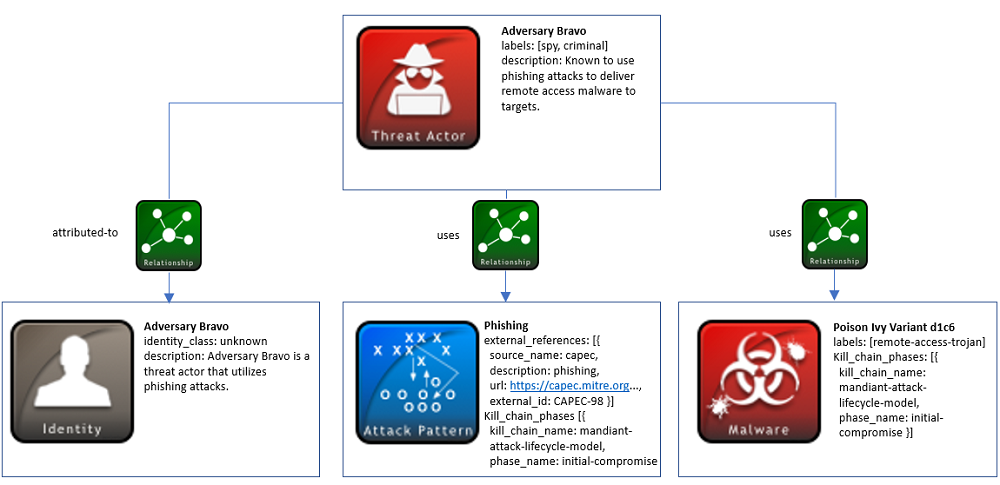 Adversary Bravo
labels: [spy, criminal]
description: Known to use
phishing attacks to deliver
remote access malware to
targets.
Threat Actor
attributed-to
Relationship
uses
Relationship
uses
Relationship
Adversary Bravo
identity_class: unknown
description: Adversary Bravo is a
threat actor that utilizes
phishing attacks.
Identity
Phishing
external_references: [{
source_name: capec,
description: phishing,
url: https://capec.mitre.org...,
external_id: CAPEC-98 }]
Kill_chain_phases [{
kill_chain_name: mandiant-
attack-lifecycle-model,
phase_name: initial-compromise
X X X
X X X X
X
O
O O O O
O O O
Attack Pattern
Poison Ivy Variant d1c6
labels: [remote-access-trojan]
Kill_chain_phases: [{
kill_chain_name:
mandiant-attack-
lifecycle-model,
phase_name: initial-
compromise }]
Malware